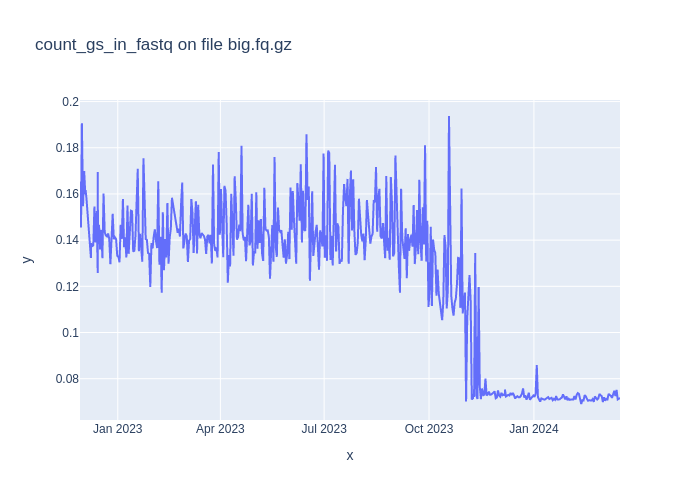 count_gs_in_fastq on file big.fq.gz
0.2
0.18
0.16
0.14
0.12
0.1
0.08
y
Jan 2023
Apr 2023
Jul 2023
Oct 2023
Jan 2024
x